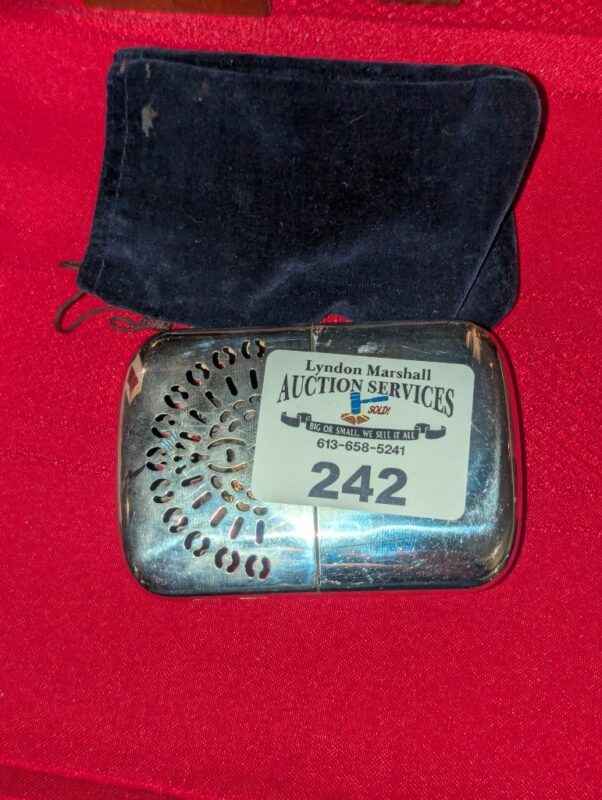 Lyndon Marshall
AUCTION SERVICES
SOLD!
BIG OR SMALL, WE SELL IT ALL
613-658-5241
242